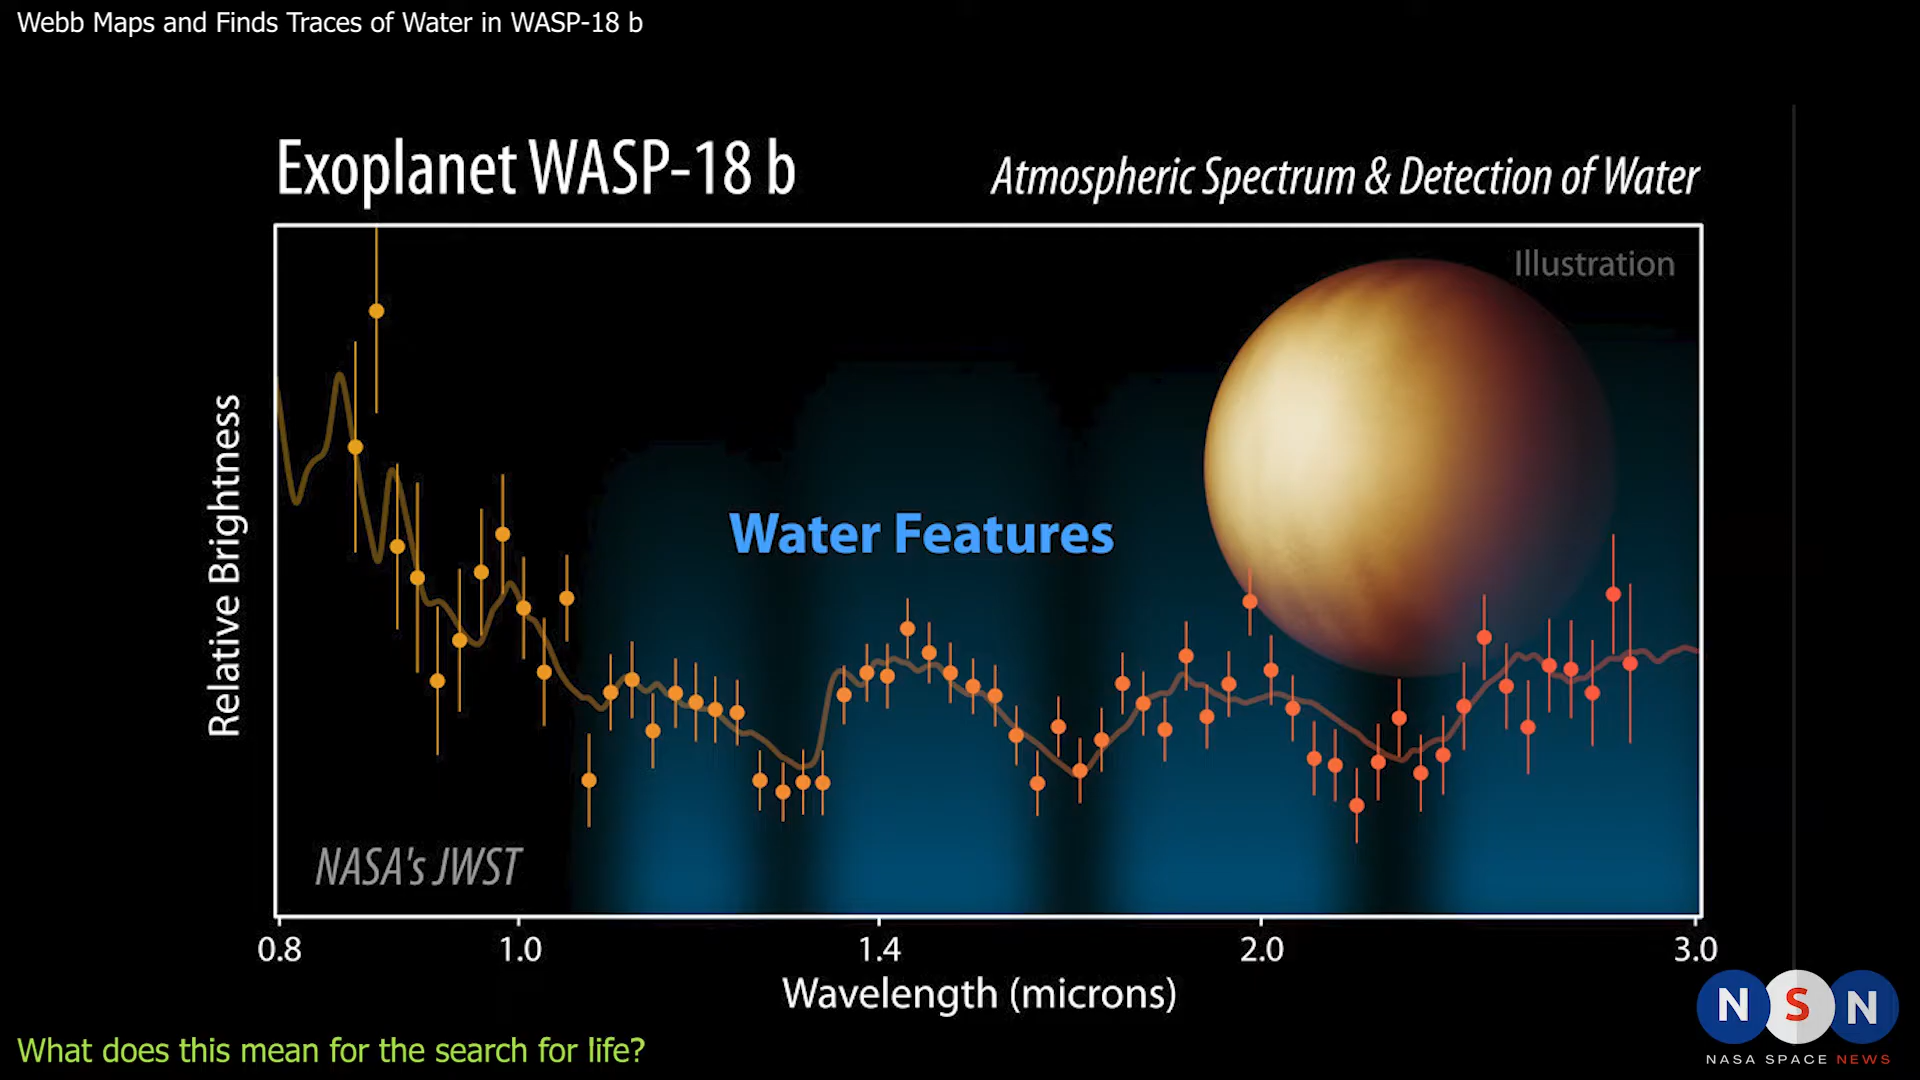 Webb Maps and Finds Traces of Water in WASP-18 b
Exoplanet WASP-18 b
Atmospheric Spectrum & Detection of Water
Illustration
Relative Brightness
Water Features
NASA's JWST
0.8 1.0 1.4 2.0 3.0
Wavelength (microns)
What does this mean for the search for life?
N S N
NASA SPACE NEWS